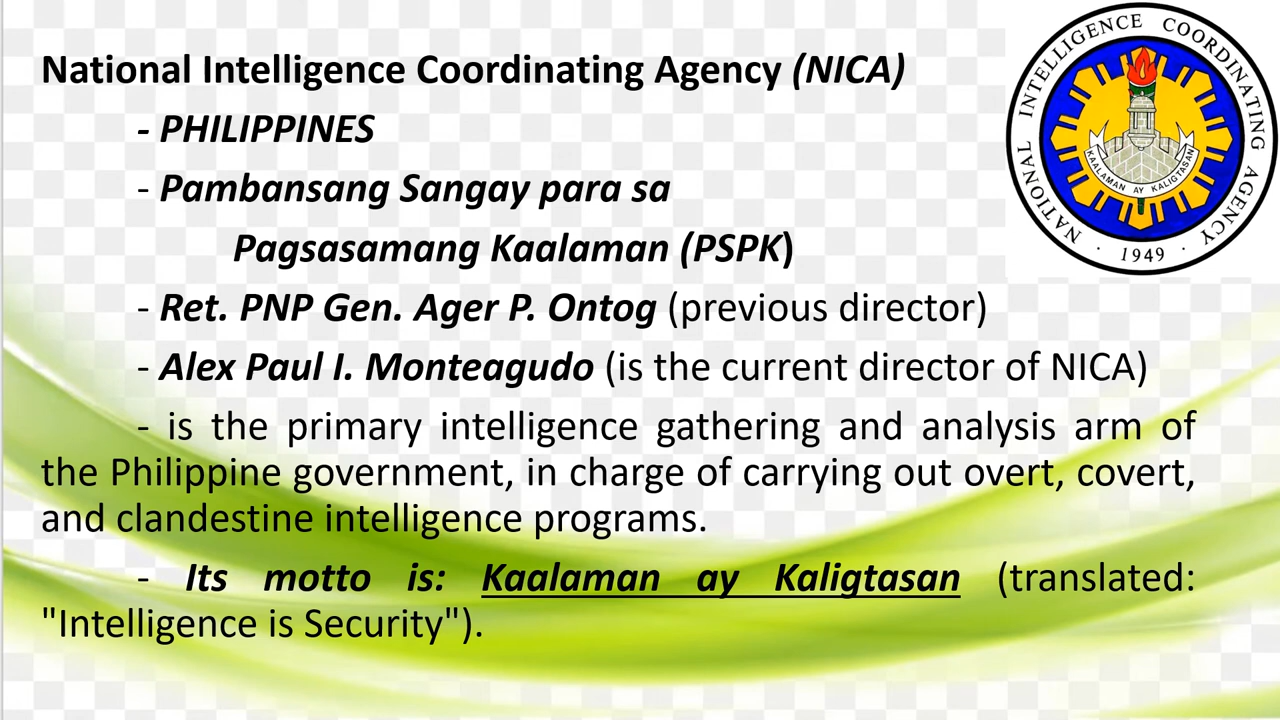 National Intelligence Coordinating Agency (NICA)
- PHILIPPINES
- Pambansang Sangay para sa
Pagsasamang Kaalaman (PSPK)
- Ret. PNP Gen. Ager P. Ontog (previous director)
- Alex Paul I. Monteagudo (is the current director of NICA)
- is the primary intelligence gathering and analysis arm of
the Philippine government, in charge of carrying out overt, covert,
and clandestine intelligence programs.
- Its motto is: Kaalaman ay Kaligtasan (translated:
"Intelligence is Security").
NATIONAL INTELLIGENCE COORDINATING AGENCY
KAALAMAN AY KALIGTASAN
· 1949 ·